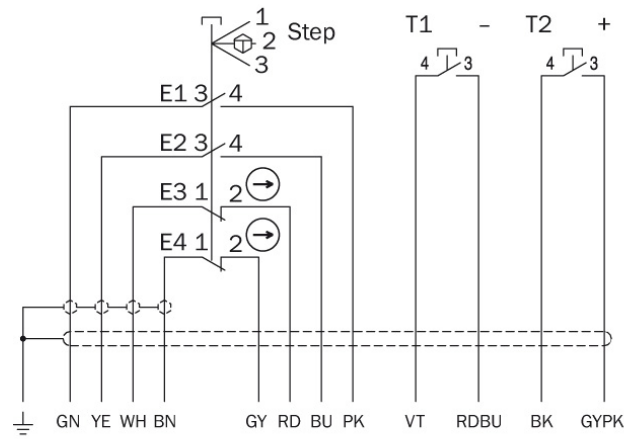 1 T1 – T2 +
2 Step
3 4 3 4 3
E1 3 4
E2 3 4
E3 1 2
E4 1 2
GN YE WH BN GY RD BU PK VT RDBU BK GYPK